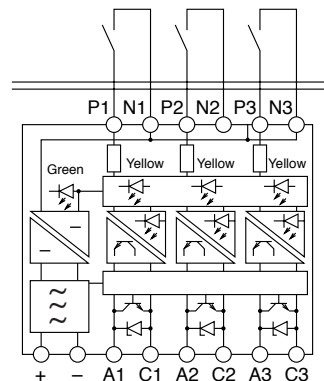 P1 N1 P2 N2 P3 N3
Green Yellow Yellow Yellow
+ – A1 C1 A2 C2 A3 C3